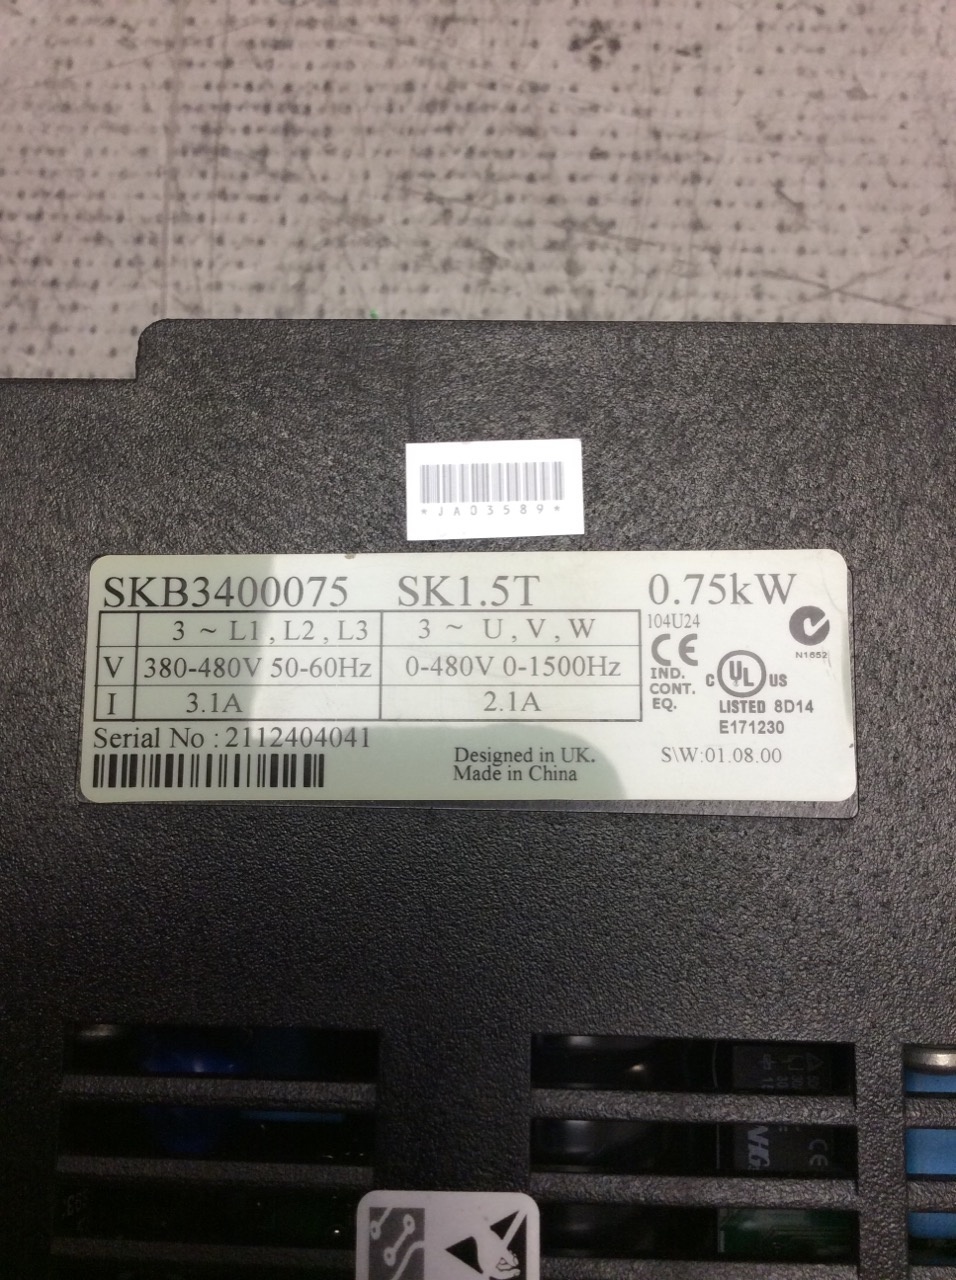 *JA03589*
SKB3400075 SK1.5T 0.75kW
3 ~ L1 , L2 , L3 3 ~ U , V , W
104U24
V 380-480V 50-60Hz 0-480V 0-1500Hz
I 3.1A 2.1A
CE
IND.
CONT.
EQ.
N1652
C UL US
LISTED 8D14
E171230
Serial No : 2112404041
Designed in UK.
Made in China
S\W:01.08.00
CE